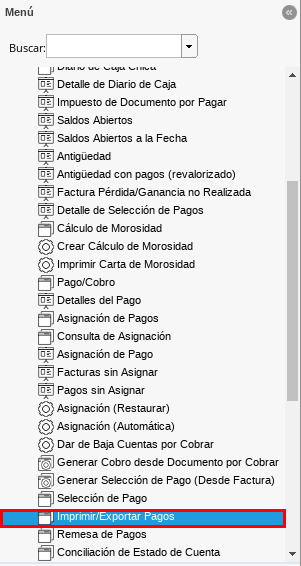 Menú
Buscar:
Diario de Caja Chica
Detalle de Diario de Caja
Impuesto de Documento por Pagar
Saldos Abiertos
Saldos Abiertos a la Fecha
Antigüedad
Antigüedad con pagos (revalorizado)
Factura Pérdida/Ganancia no Realizada
Detalle de Selección de Pagos
Cálculo de Morosidad
Crear Cálculo de Morosidad
Imprimir Carta de Morosidad
Pago/Cobro
Detalles del Pago
Asignación de Pagos
Consulta de Asignación
Asignación de Pago
Facturas sin Asignar
Pagos sin Asignar
Asignación (Restaurar)
Asignación (Automática)
Dar de Baja Cuentas por Cobrar
Generar Cobro desde Documento por Cobrar
Generar Selección de Pago (Desde Factura)
Selección de Pago
Imprimir/Exportar Pagos
Remesa de Pagos
Conciliación de Estado de Cuenta